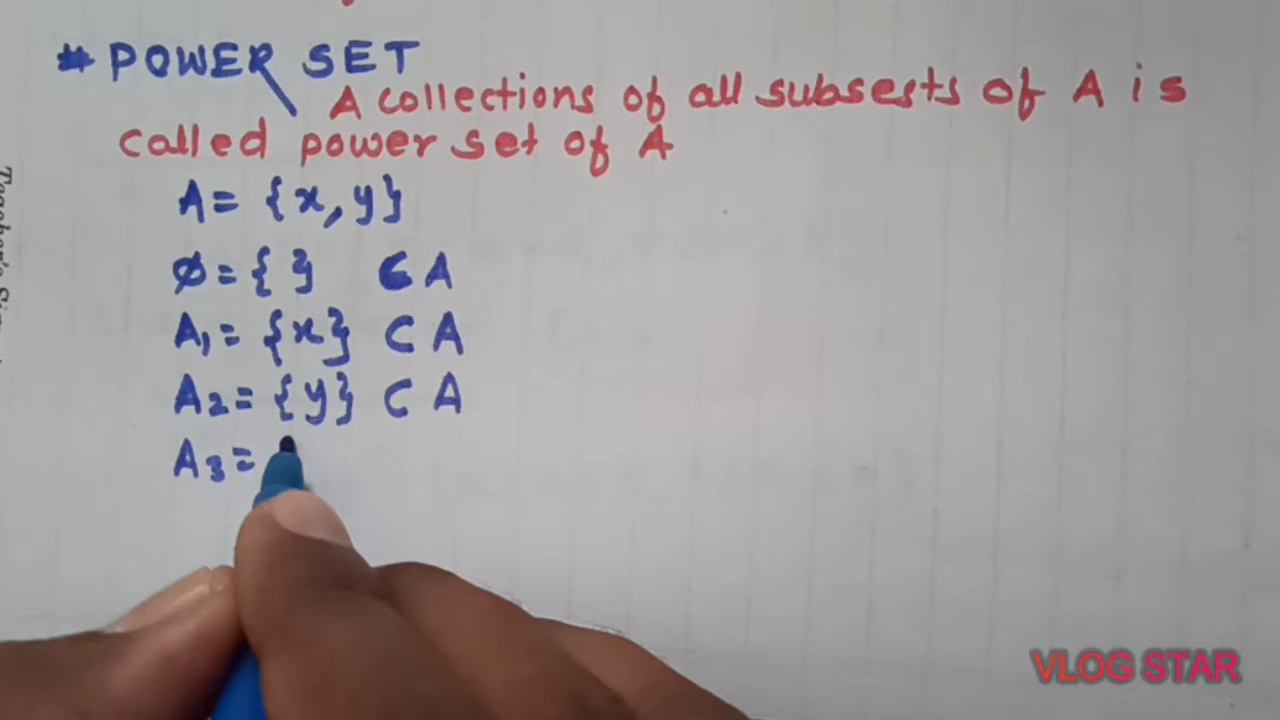 # POWER SET
A collections of all subsests of A is
called power set of A
A = {x, y}
ø = { } ⊂ A
A₁ = {x} ⊂ A
A₂ = {y} ⊂ A
A₃ =
VLOG STAR